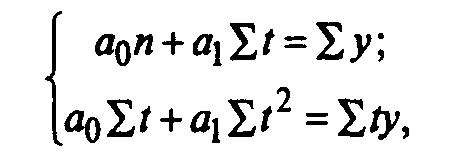 a₀n + a₁∑t = ∑y;
a₀∑t + a₁∑t² = ∑ty,